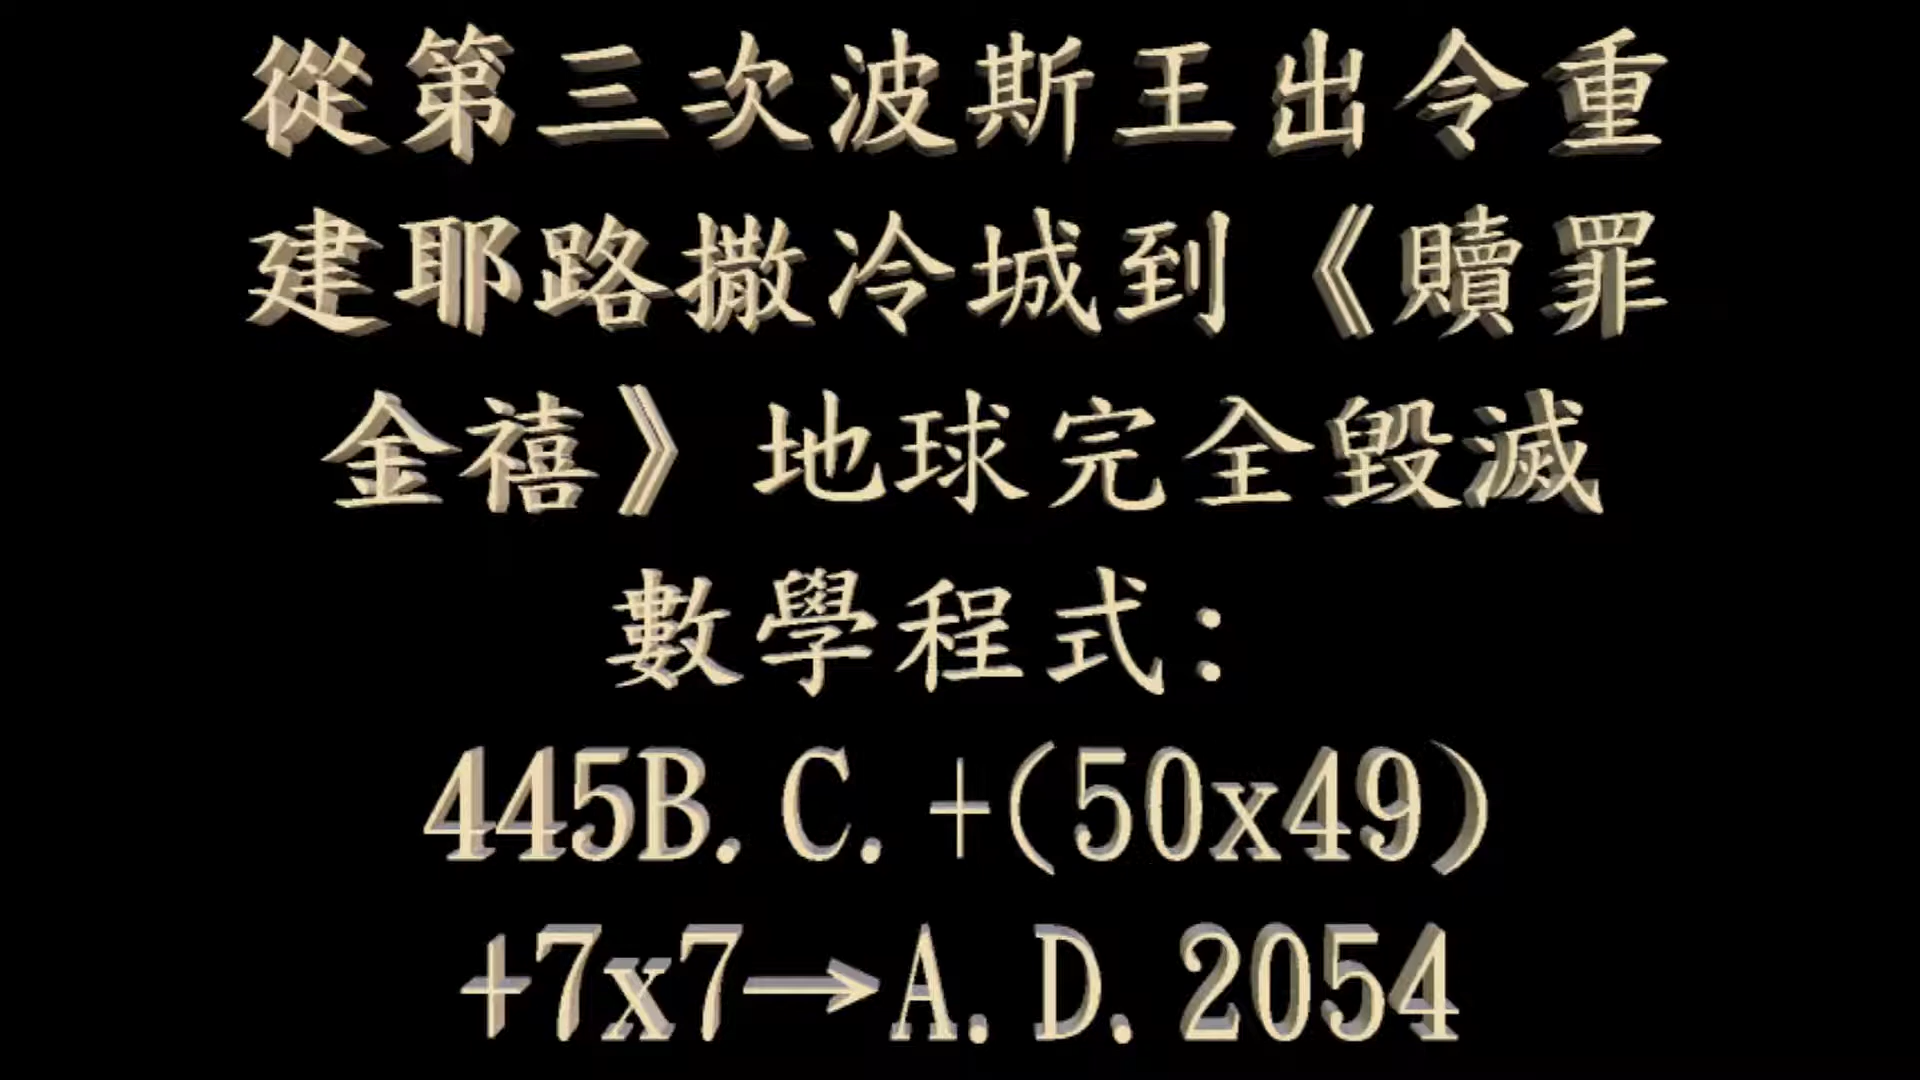 從第三次波斯王出令重
建耶路撒冷城到《贖罪
金禧》地球完全毀滅
數學程式:
445B.C.+(50x49)
+7x7→A.D.2054